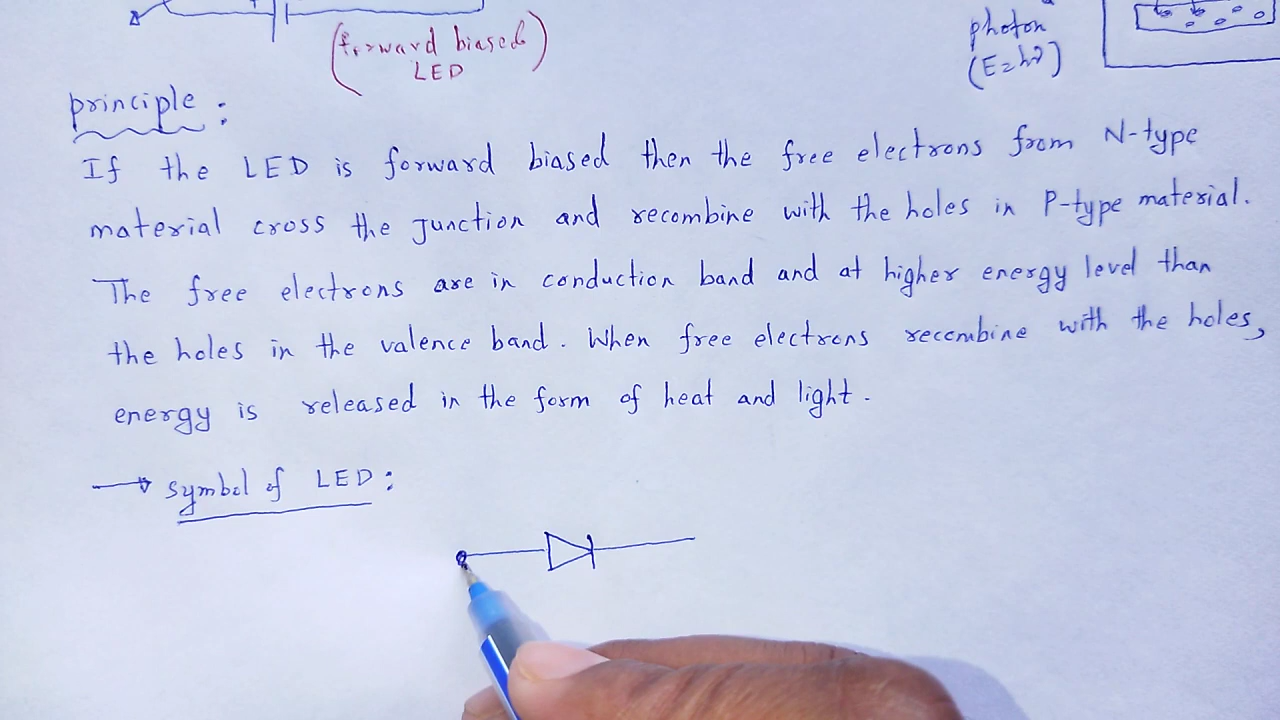 (forward biased
LED)
photon
(E=hν)
principle :
If the LED is forward biased then the free electrons from N-type
material cross the junction and recombine with the holes in P-type material.
The free electrons are in conduction band and at higher energy level than
the holes in the valence band. When free electrons recombine with the holes,
energy is released in the form of heat and light.
→ symbol of LED :